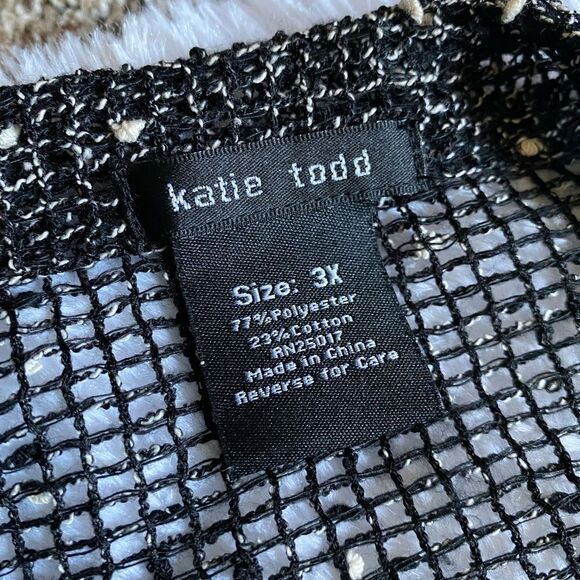 katie todd
Size: 3X
77% Polyester
23% Cotton
RN25017
Made in China
Reverse for Care